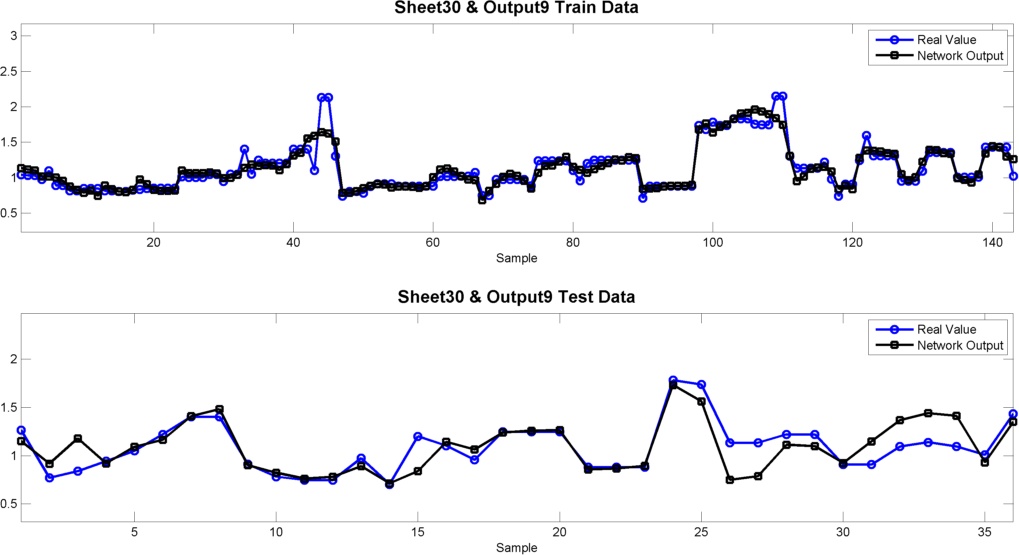 Sheet30 & Output9 Train Data
3
2.5
2
1.5
1
0.5
Real Value
Network Output
20 40 60 80 100 120 140
Sample
Sheet30 & Output9 Test Data
2
1.5
1
0.5
Real Value
Network Output
5 10 15 20 25 30 35
Sample